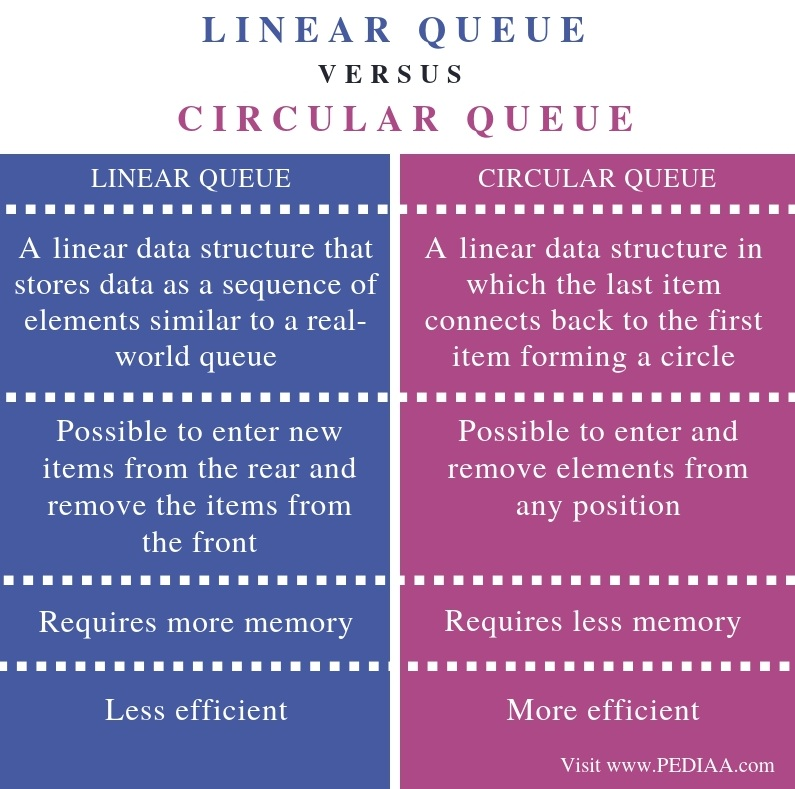 LINEAR QUEUE
VERSUS
CIRCULAR QUEUE
LINEAR QUEUE
A linear data structure that
stores data as a sequence of
elements similar to a real-
world queue
Possible to enter new
items from the rear and
remove the items from
the front
Requires more memory
Less efficient
CIRCULAR QUEUE
A linear data structure in
which the last item
connects back to the first
item forming a circle
Possible to enter and
remove elements from
any position
Requires less memory
More efficient
Visit www.PEDIAA.com